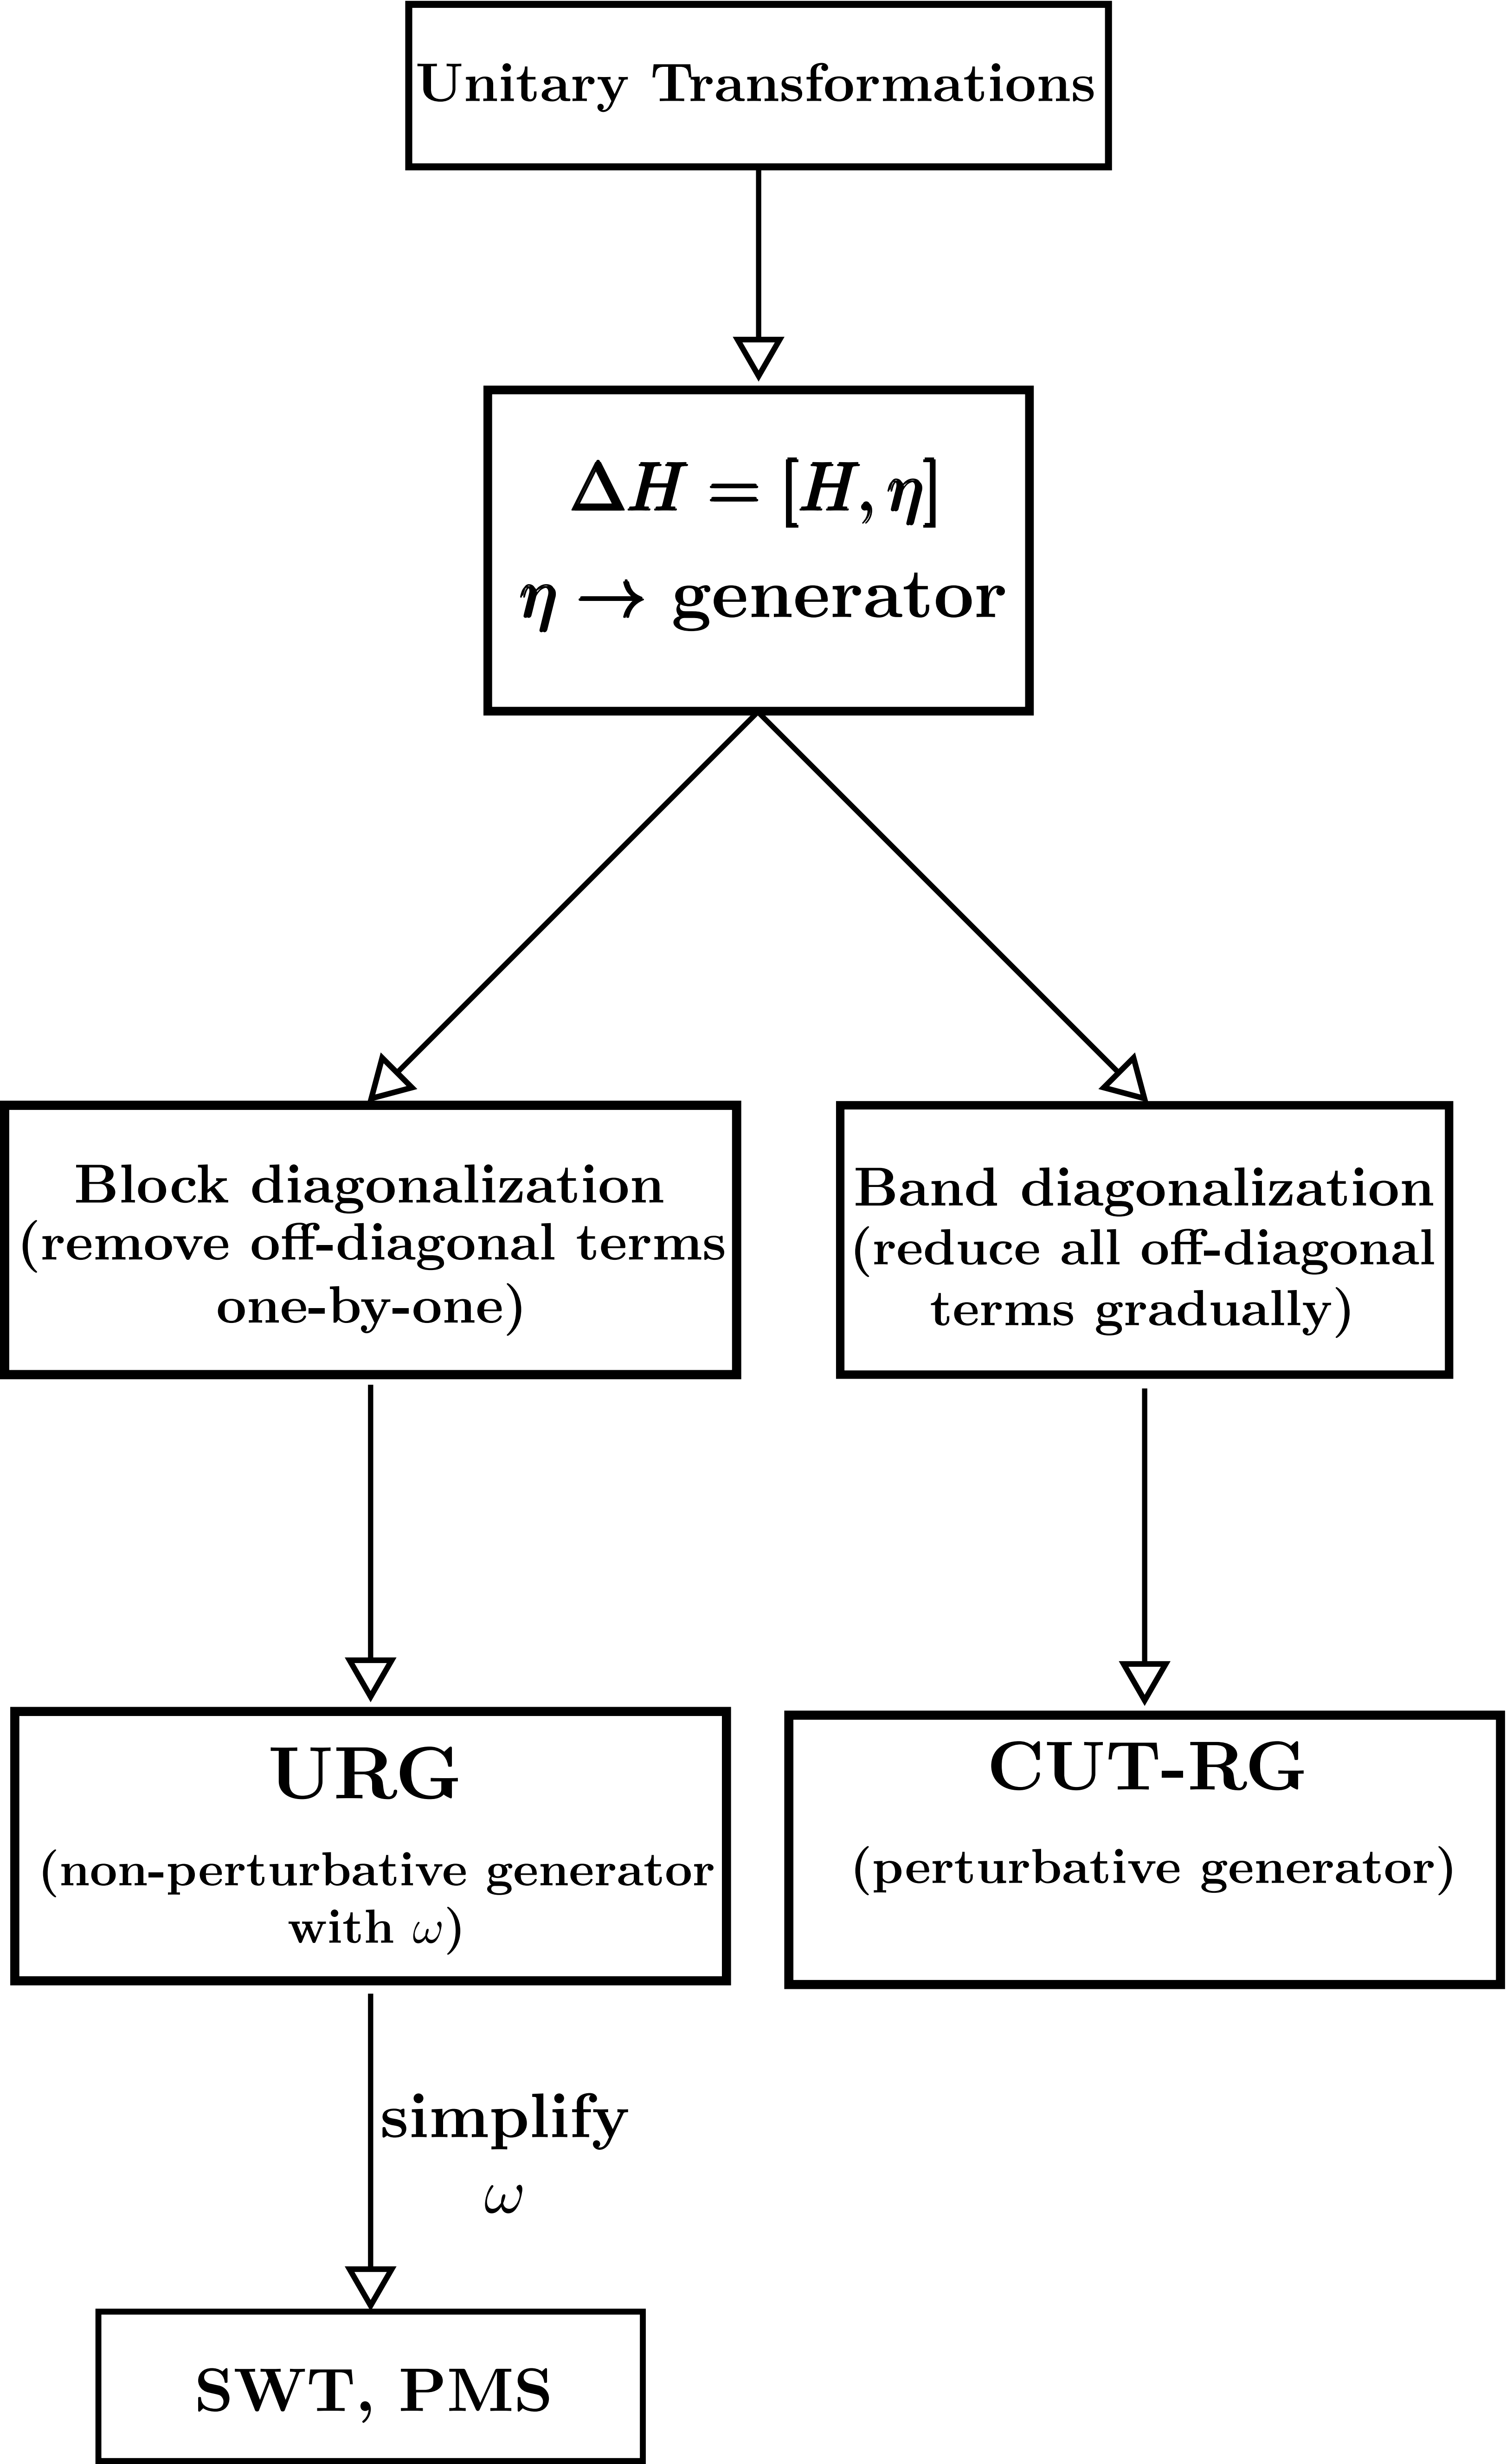 Unitary Transformations
ΔH = [H, η]
η → generator
Block diagonalization
(remove off-diagonal terms
one-by-one)
Band diagonalization
(reduce all off-diagonal
terms gradually)
URG
(non-perturbative generator
with ω)
CUT-RG
(perturbative generator)
simplify
ω
SWT, PMS